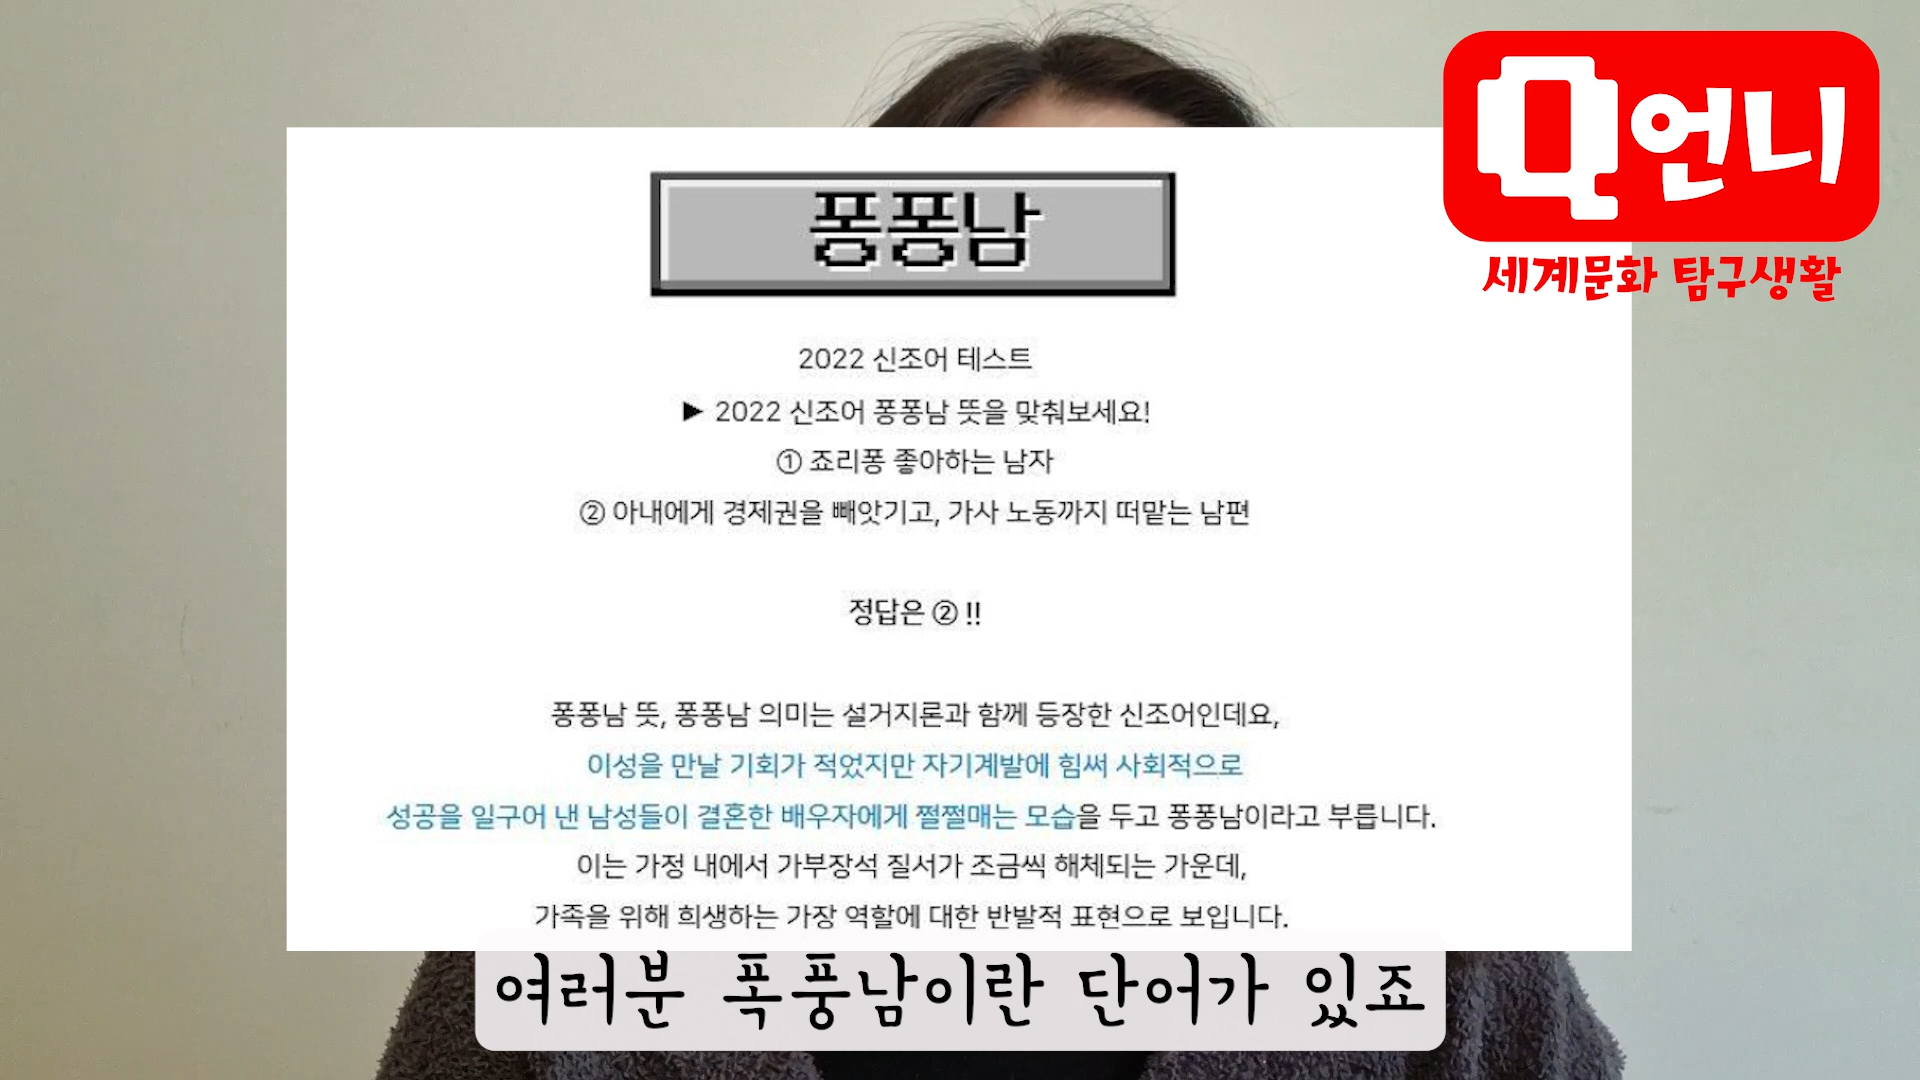 Q언니
세계문화 탐구생활
퐁퐁남
2022 신조어 테스트
▶ 2022 신조어 퐁퐁남 뜻을 맞춰보세요!
① 죠리퐁 좋아하는 남자
② 아내에게 경제권을 빼앗기고, 가사 노동까지 떠맡는 남편
정답은 ② !!
퐁퐁남 뜻, 퐁퐁남 의미는 설거지론과 함께 등장한 신조어인데요,
이성을 만날 기회가 적었지만 자기계발에 힘써 사회적으로
성공을 일구어 낸 남성들이 결혼한 배우자에게 쩔쩔매는 모습을 두고 퐁퐁남이라고 부릅니다.
이는 가정 내에서 가부장석 질서가 조금씩 해체되는 가운데,
가족을 위해 희생하는 가장 역할에 대한 반발적 표현으로 보입니다.
여러분 폭풍남이란 단어가 있죠